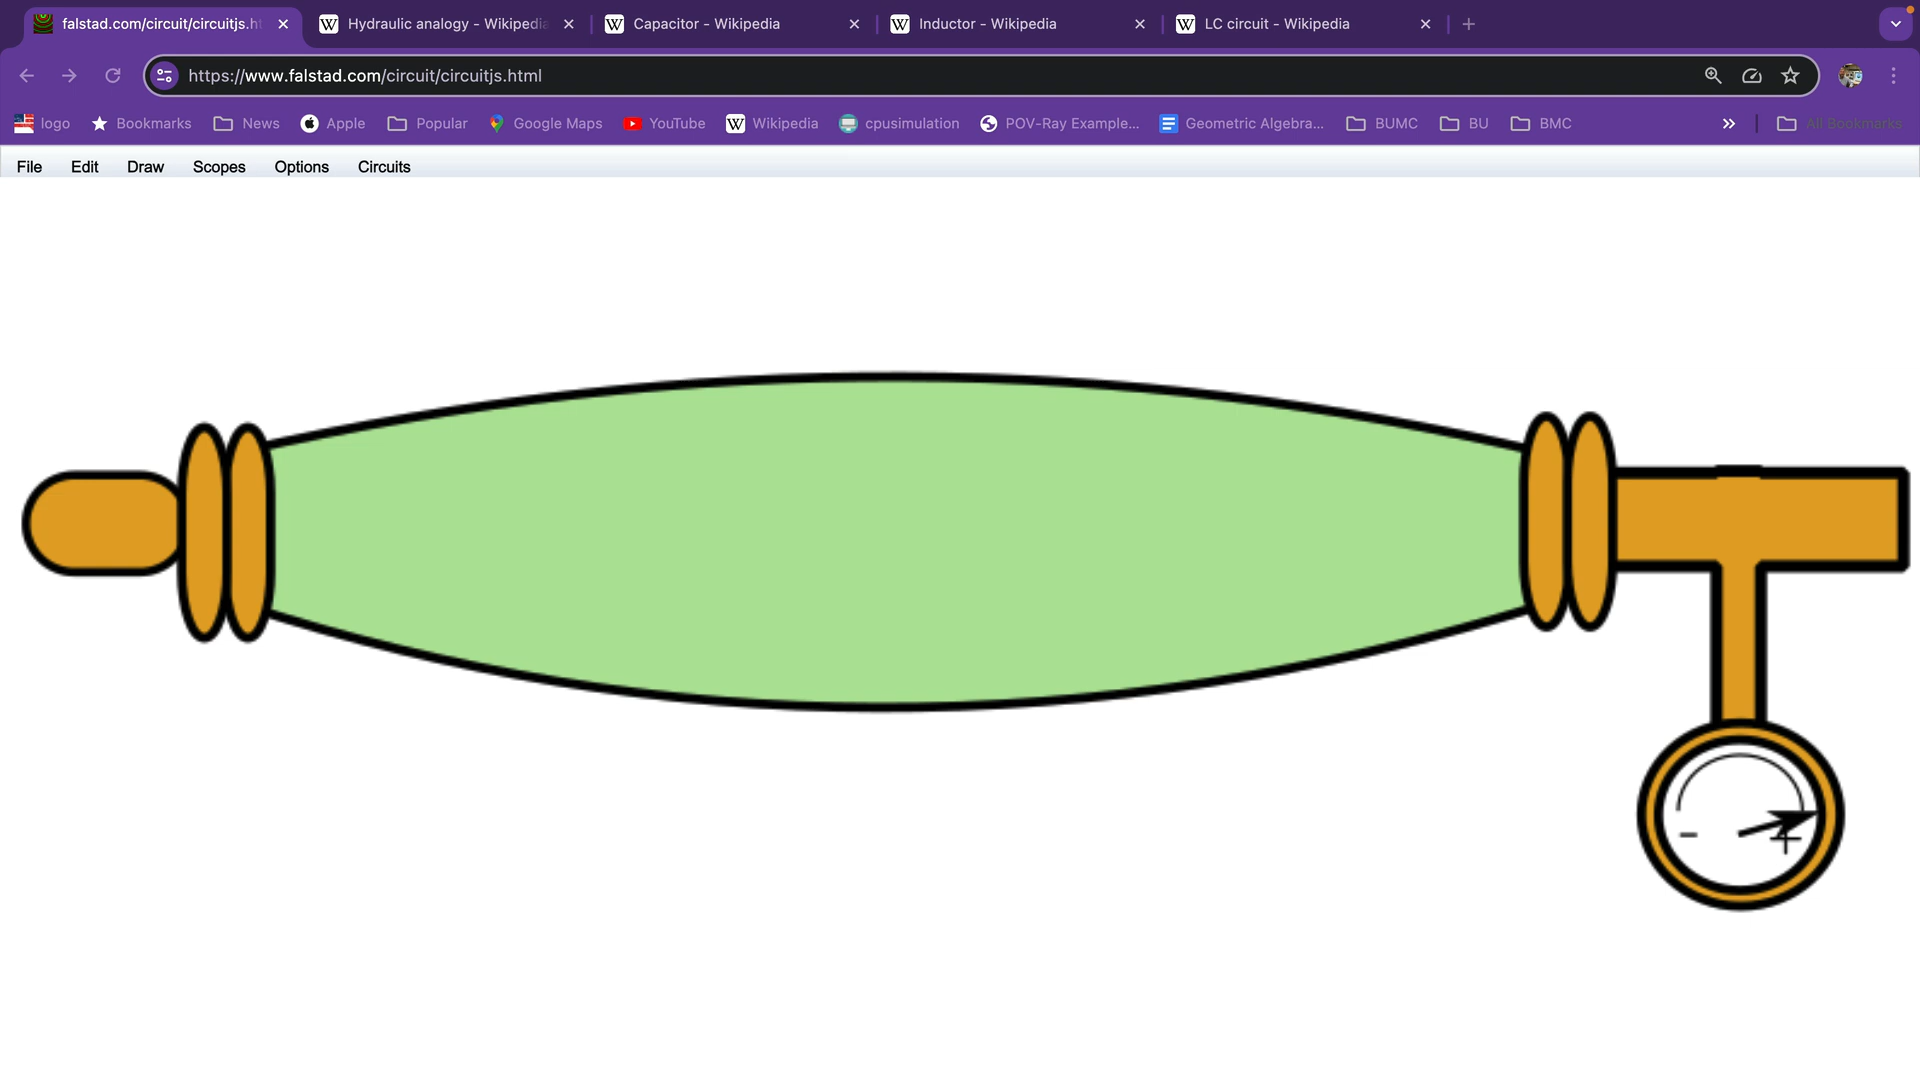 falstad.com/circuit/circuitjs.ht
Hydraulic analogy - Wikipedia
Capacitor - Wikipedia
Inductor - Wikipedia
LC circuit - Wikipedia
https://www.falstad.com/circuit/circuitjs.html
logo
Bookmarks
News
Apple
Popular
Google Maps
YouTube
Wikipedia
cpusimulation
POV-Ray Example...
Geometric Algebra...
BUMC
BU
BMC
All Bookmarks
File
Edit
Draw
Scopes
Options
Circuits
- +